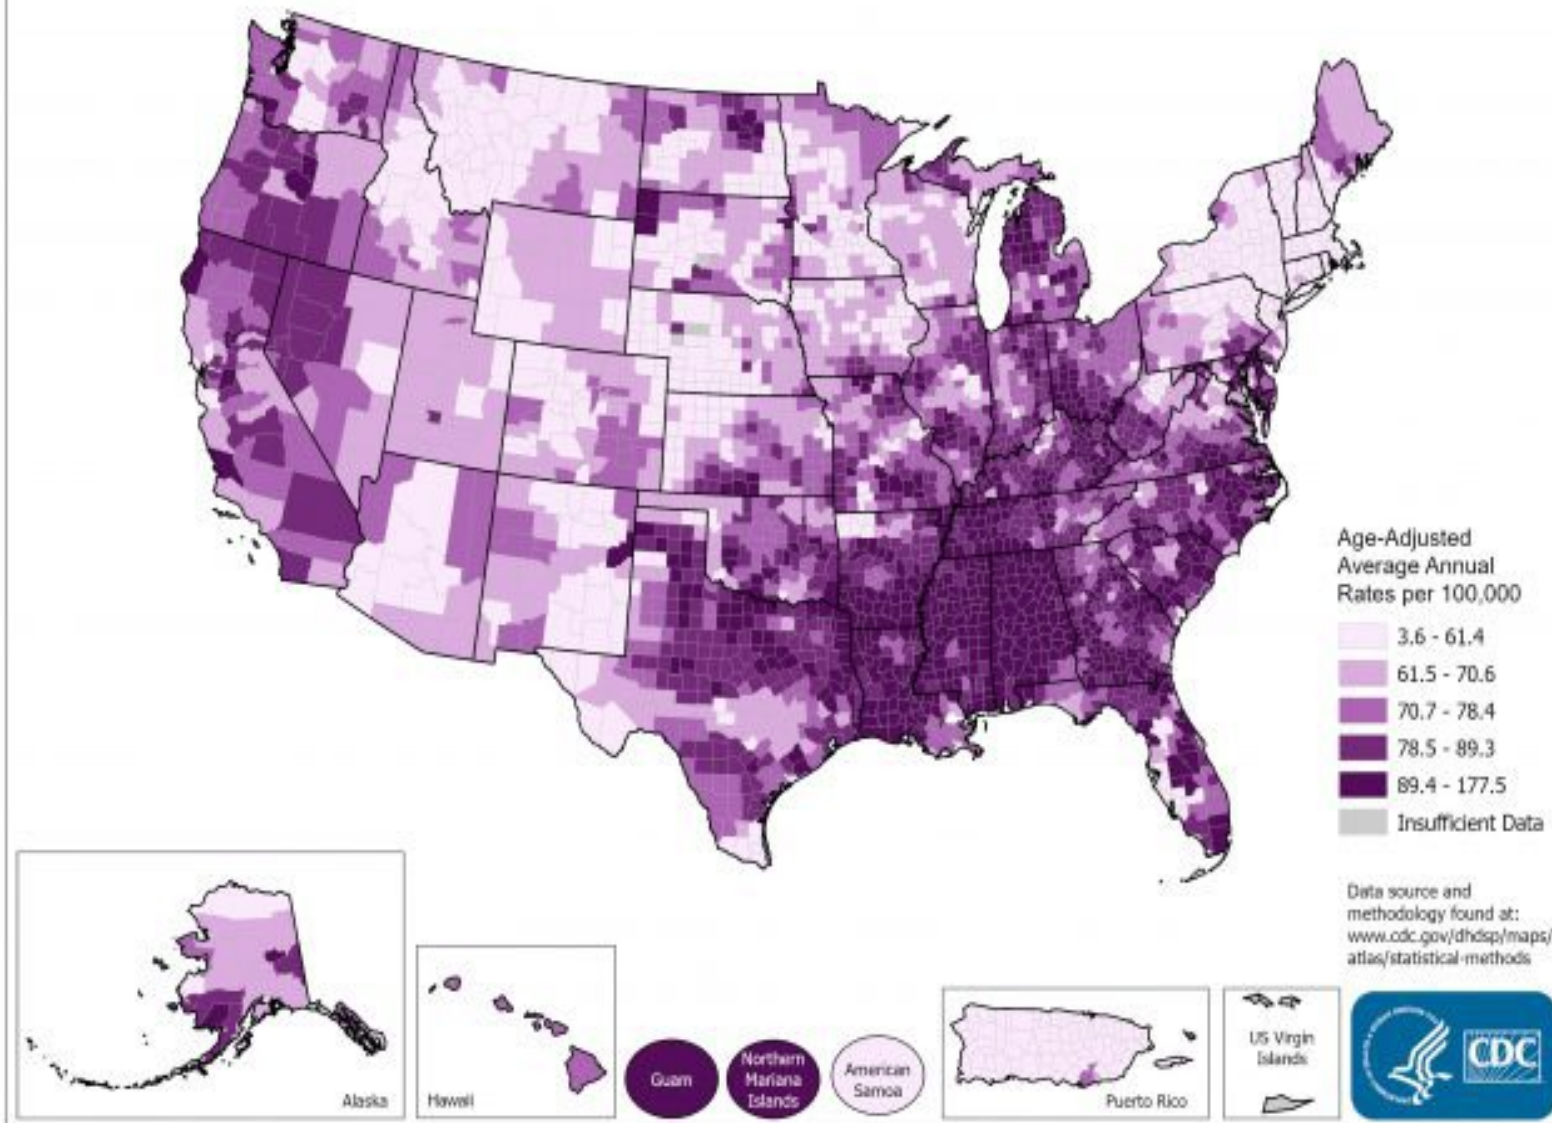 Age-Adjusted
Average Annual
Rates per 100,000
3.6 - 61.4
61.5 - 70.6
70.7 - 78.4
78.5 - 89.3
89.4 - 177.5
Insufficient Data
Data source and
methodology found at:
www.cdc.gov/dhdsp/maps/
atlas/statistical-methods
Alaska
Hawaii
Guam
Northern
Mariana
Islands
American
Samoa
Puerto Rico
US Virgin
Islands
CDC